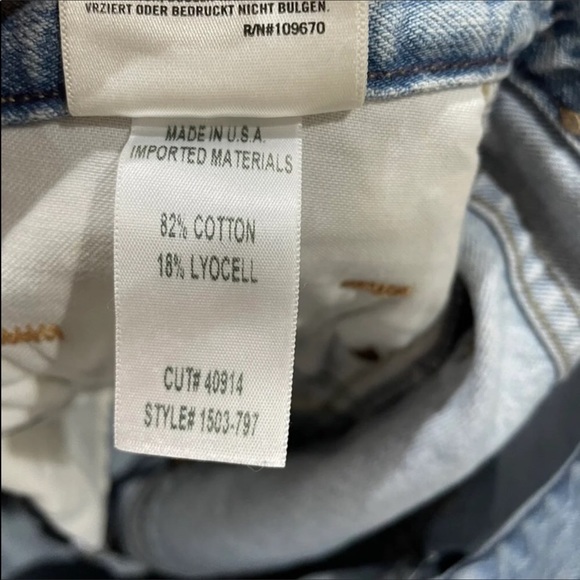 VRZIERT ODER BEDRUCKT NICHT BULGEN.
R/N#109670
MADE IN U.S.A.
IMPORTED MATERIALS
82% COTTON
18% LYOCELL
CUT# 40914
STYLE# 1503-797